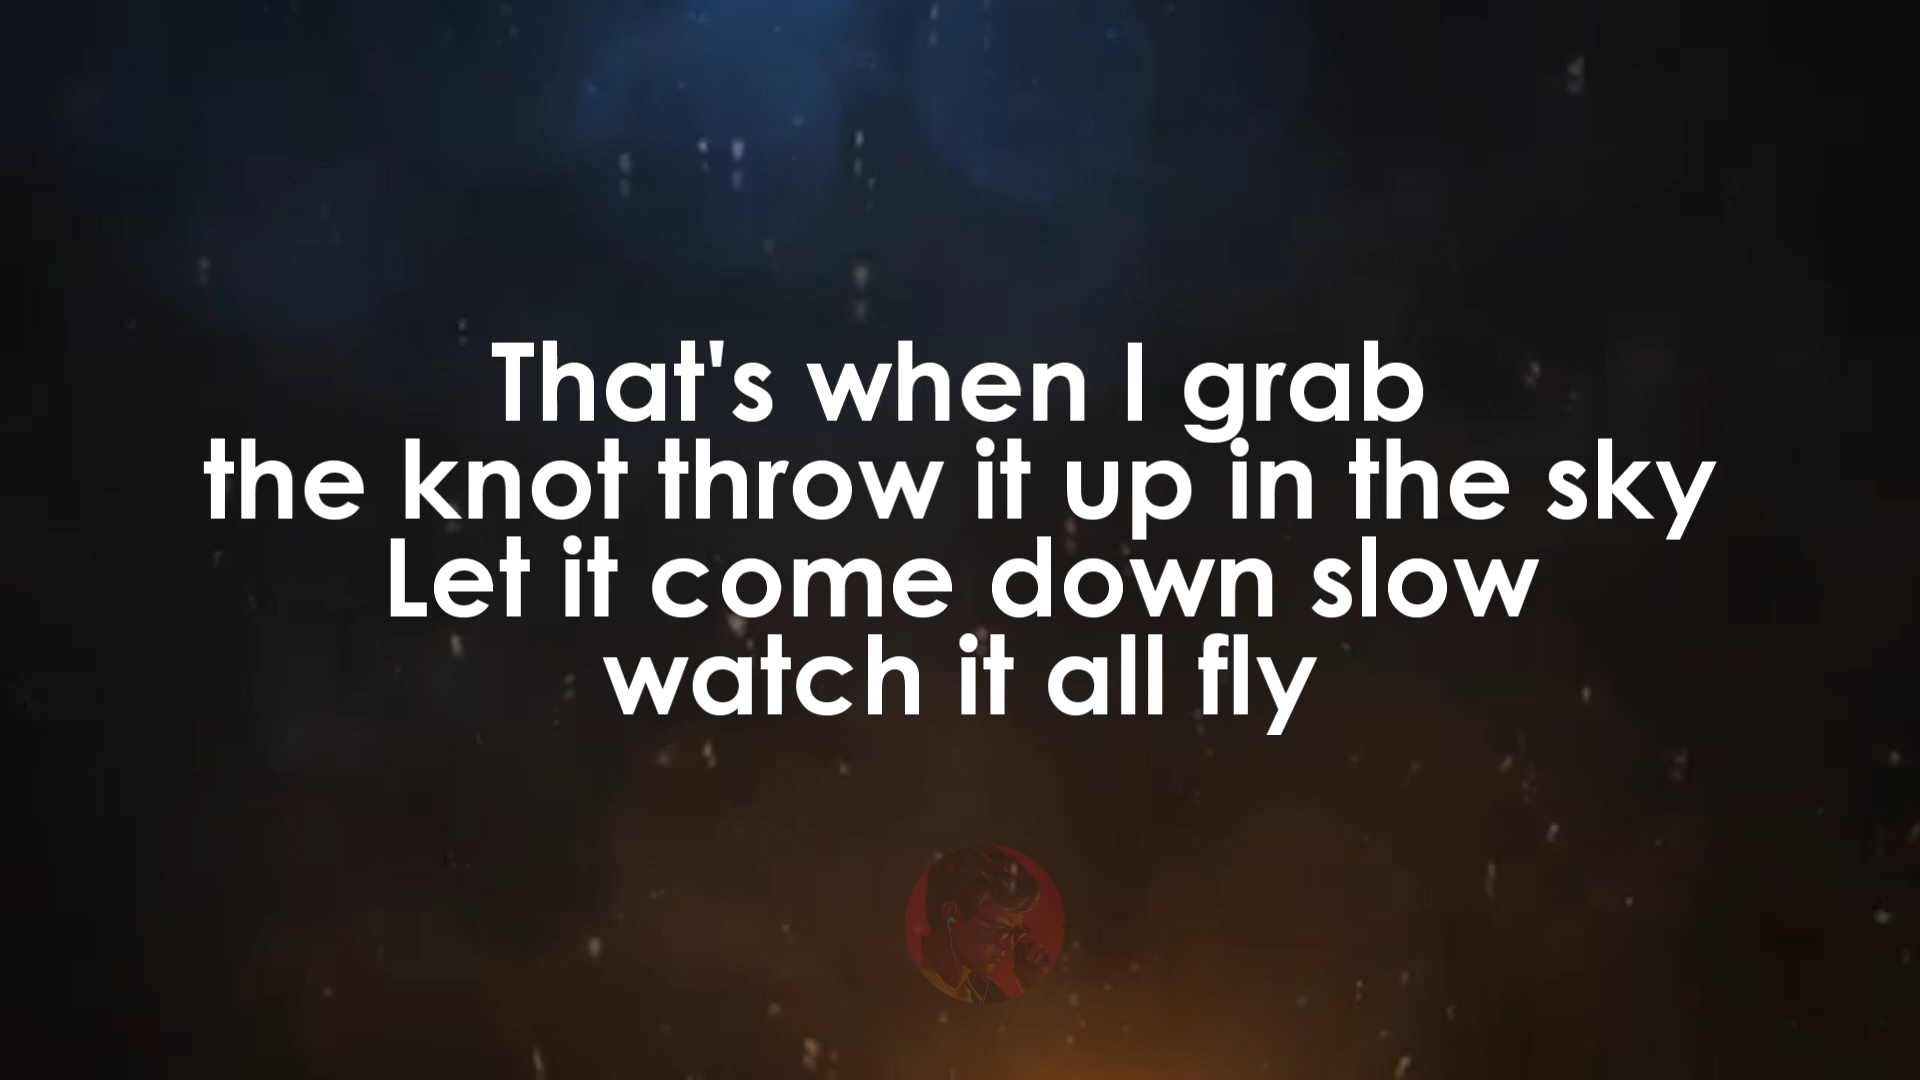 That's when I grab
the knot throw it up in the sky
Let it come down slow
watch it all fly